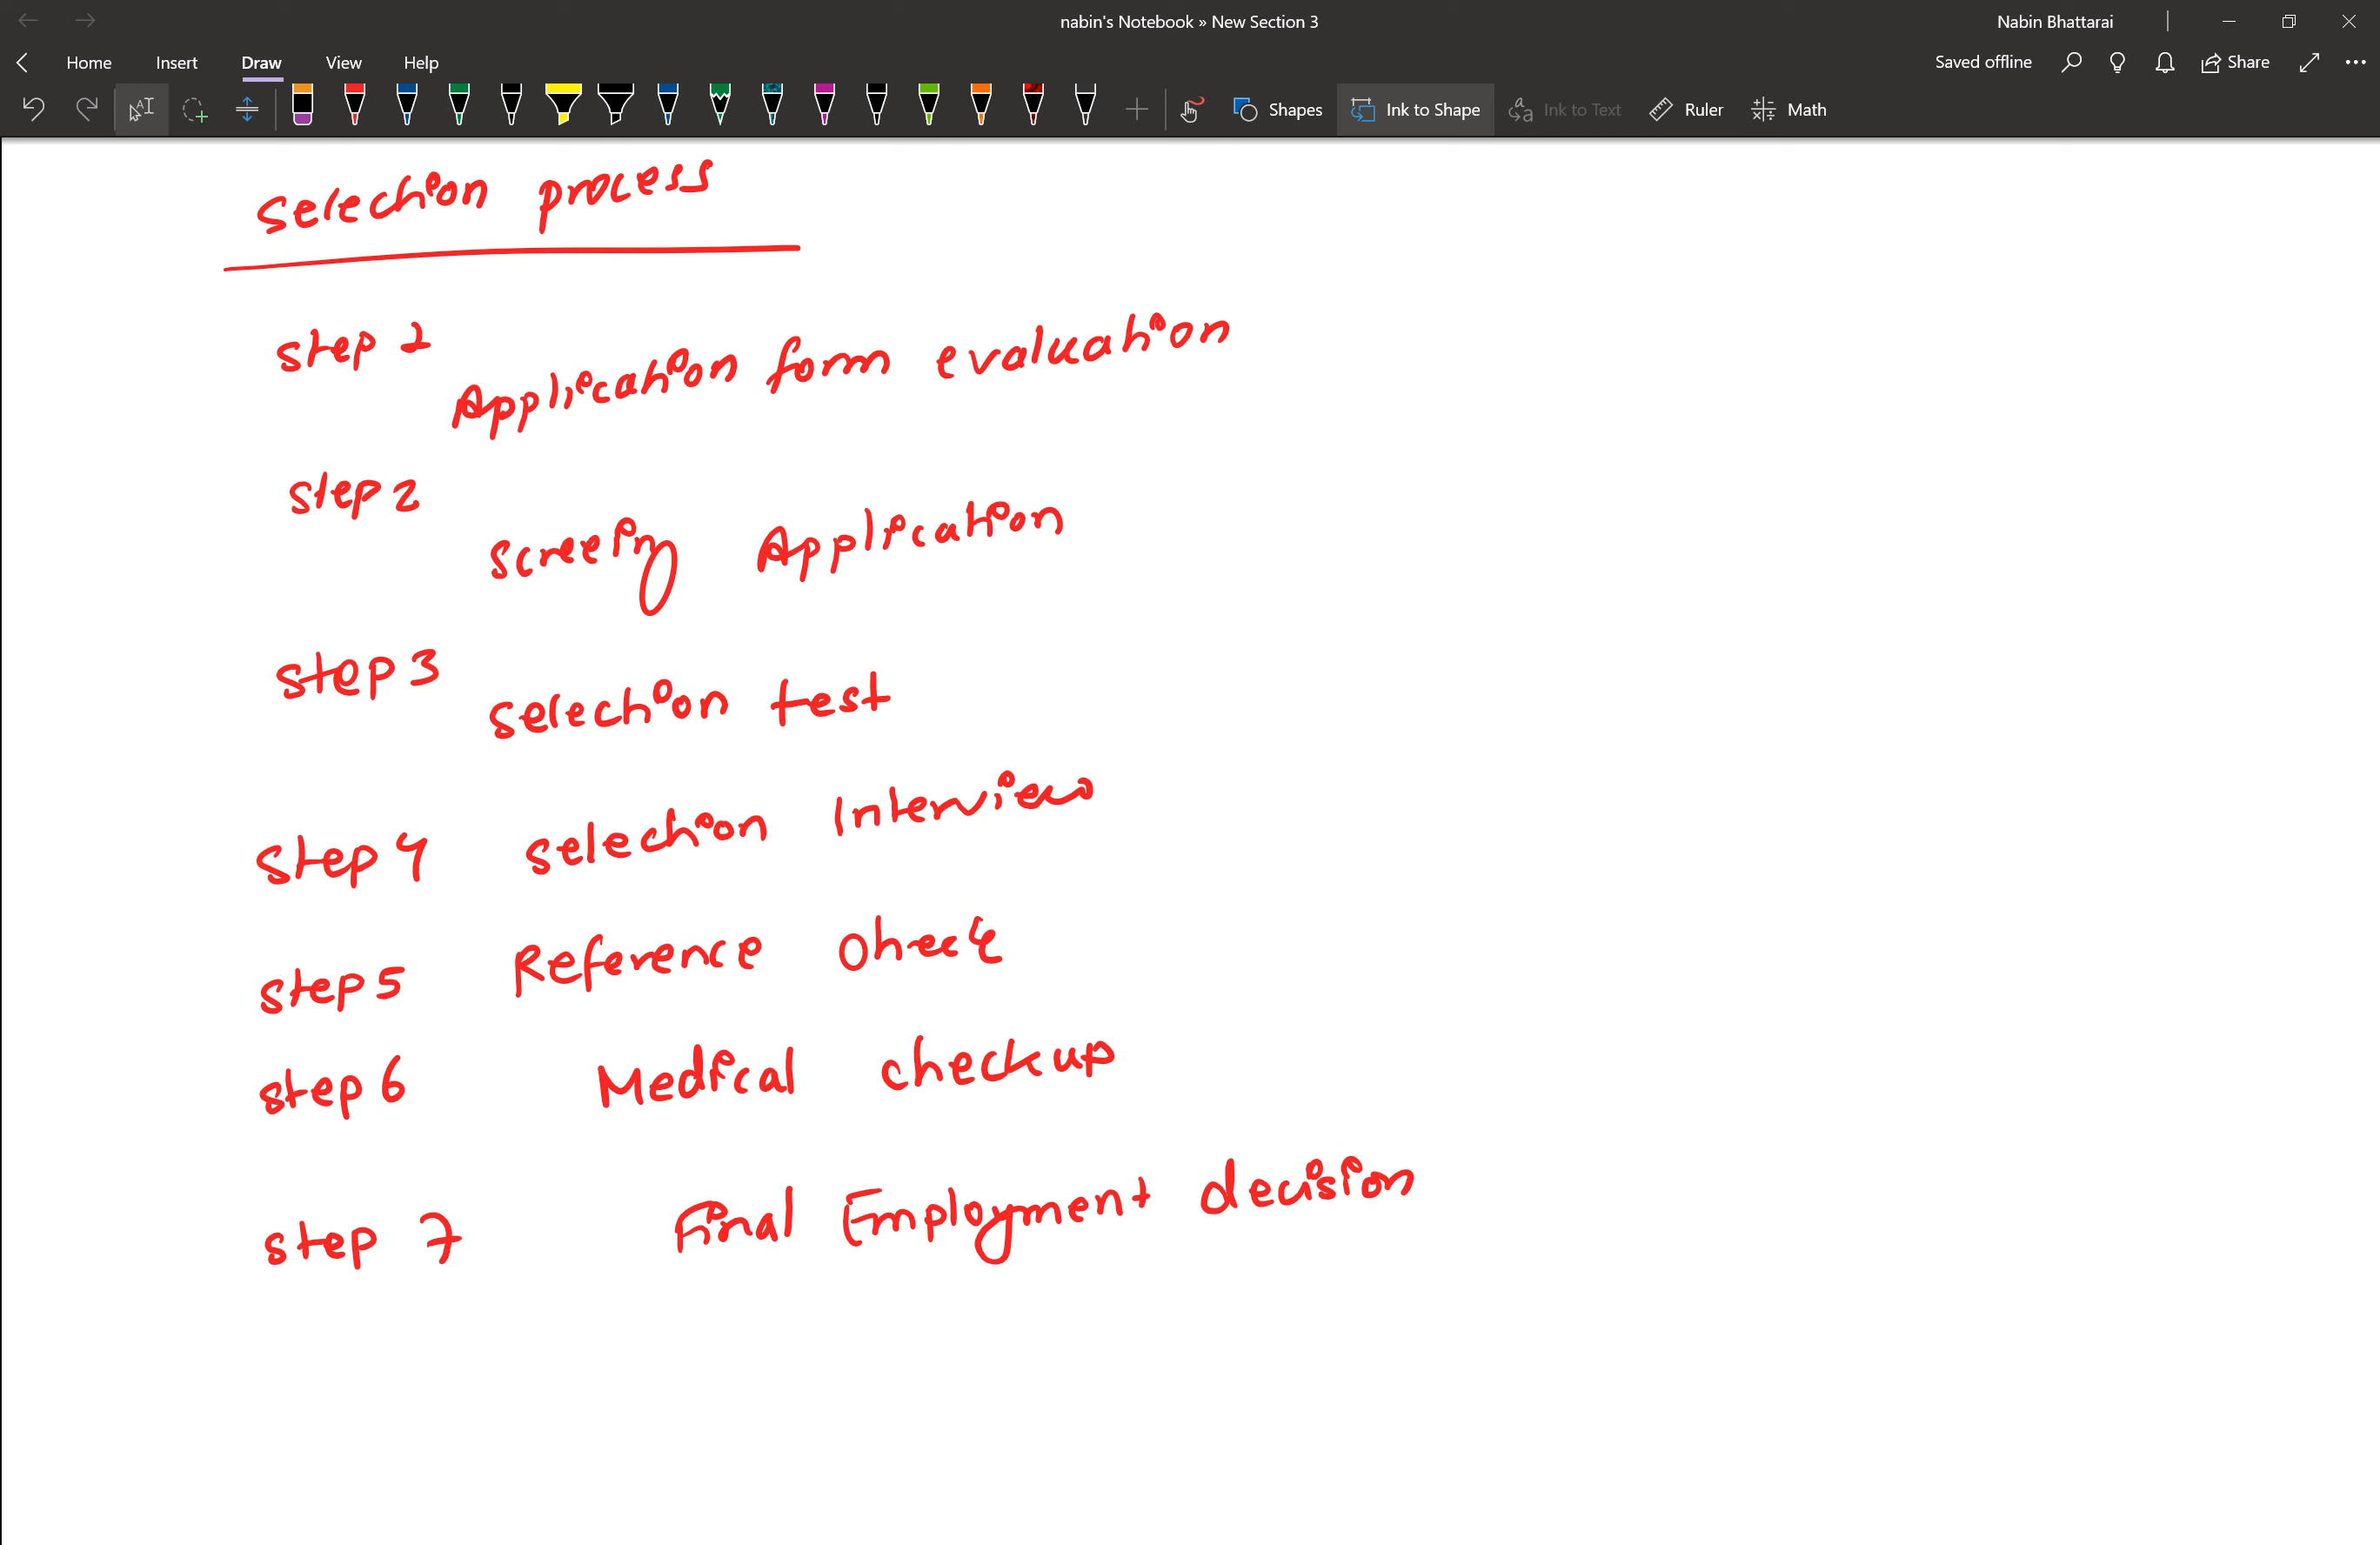 nabin's Notebook » New Section 3
Nabin Bhattarai
Home Insert Draw View Help
Saved offline Share
Shapes Ink to Shape Ink to Text Ruler Math
selection process
step 1
Application form evaluation
step 2
screeing Application
step 3
selection test
step 4 selection Interview
step 5 Reference check
step 6 Medical checkup
step 7 Final Employment decision